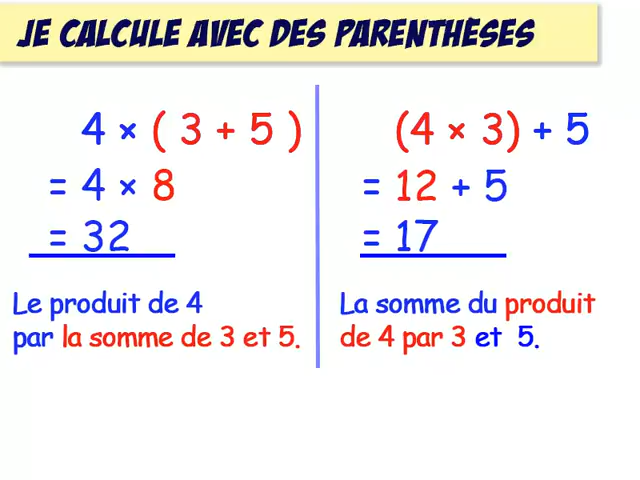 JE CALCULE AVEC DES PARENTHÈSES
4 × ( 3 + 5 )
= 4 × 8
= 32
Le produit de 4
par la somme de 3 et 5.
(4 × 3) + 5
= 12 + 5
= 17
La somme du produit
de 4 par 3 et 5.